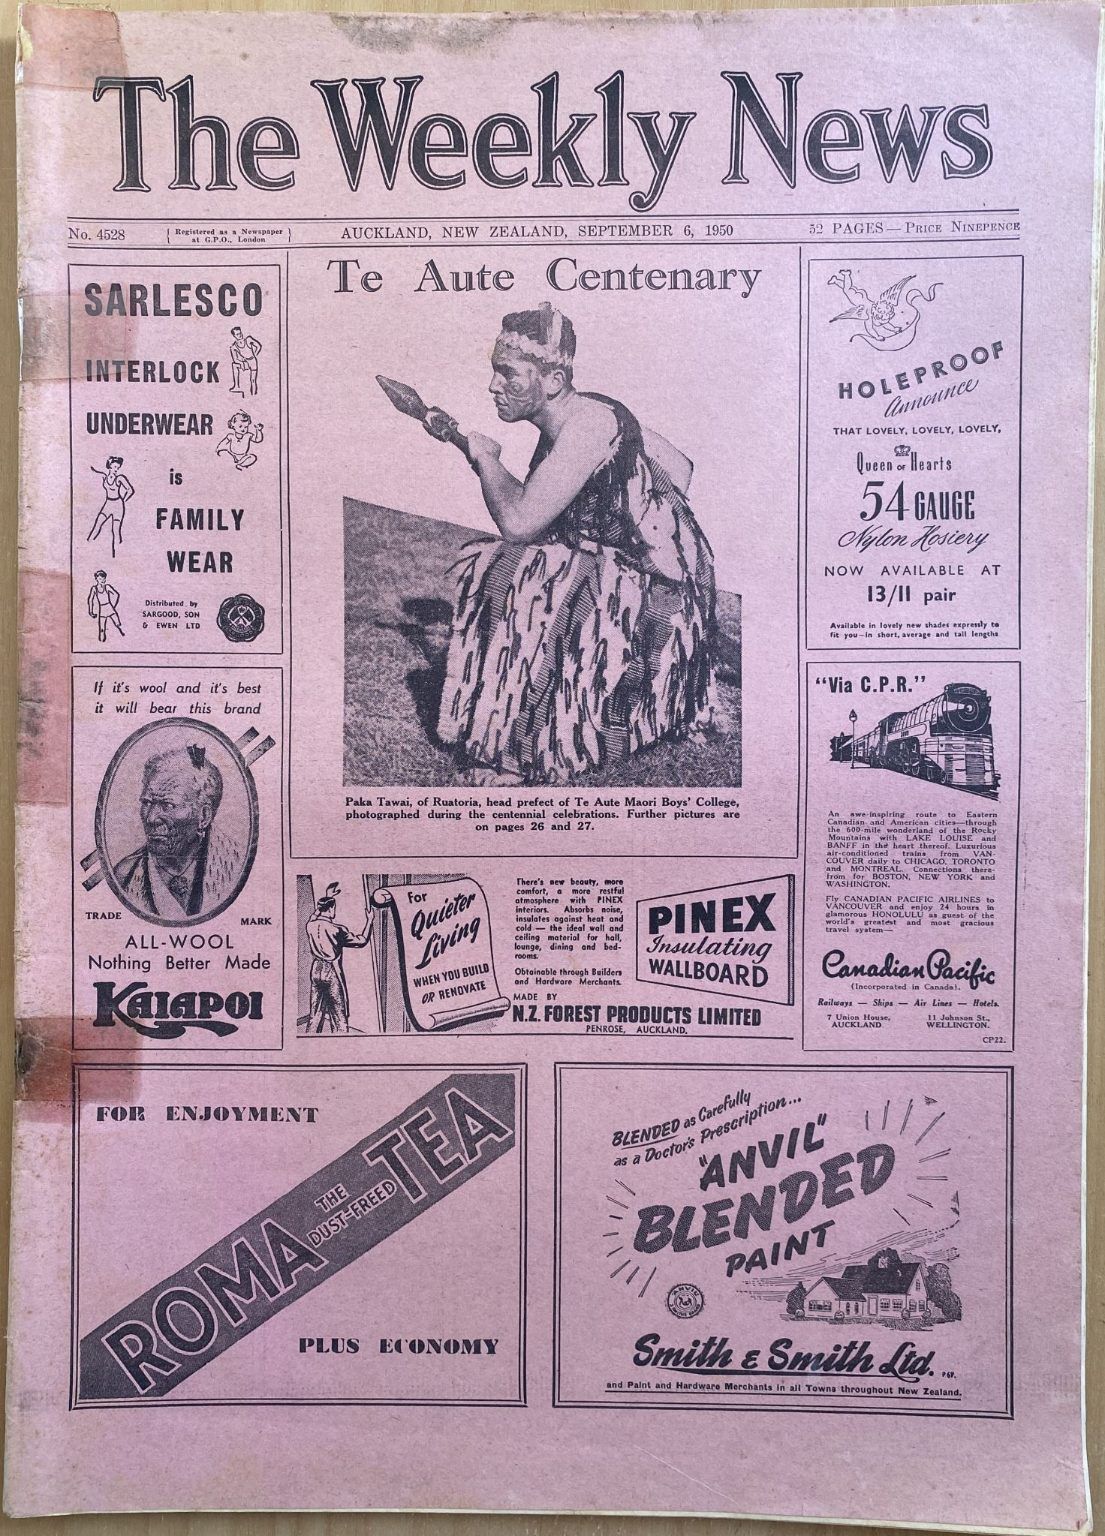 The Weekly News
No. 4528
Registered as a Newspaper
at G.P.O., London
AUCKLAND, NEW ZEALAND, SEPTEMBER 6, 1950
52 PAGES — PRICE NINEPENCE
SARLESCO
INTERLOCK
UNDERWEAR
is
FAMILY
WEAR
Distributed by
SARGOOD, SON
& EWEN LTD
Te Aute Centenary
Paka Tawai, of Ruatoria, head prefect of Te Aute Maori Boys' College,
photographed during the centennial celebrations. Further pictures are
on pages 26 and 27.
HOLEPROOF
Announce
THAT LOVELY, LOVELY, LOVELY,
Queen OF Hearts
54 GAUGE
Nylon Hosiery
NOW AVAILABLE AT
13/11 pair
Available in lovely new shades expressly to
fit you—in short, average and tall lengths
If it's wool and it's best
it will bear this brand
TRADE MARK
ALL-WOOL
Nothing Better Made
KAIAPOI
For
Quieter
Living
WHEN YOU BUILD
OR RENOVATE
There's new beauty, more
comfort, a more restful
atmosphere with PINEX
interiors. Absorbs noise,
insulates against heat and
cold — the ideal wall and
ceiling material for hall,
lounge, dining and bed-
rooms.
Obtainable through Builders
and Hardware Merchants.
PINEX
Insulating
WALLBOARD
MADE BY
N.Z. FOREST PRODUCTS LIMITED
PENROSE, AUCKLAND.
"Via C.P.R."
An awe-inspiring route to Eastern
Canadian and American cities—through
the 600-mile wonderland of the Rocky
Mountains with LAKE LOUISE and
BANFF in the heart thereof. Luxurious
air-conditioned trains from VAN-
COUVER daily to CHICAGO, TORONTO
and MONTREAL. Connections there-
from for BOSTON, NEW YORK and
WASHINGTON.
Fly CANADIAN PACIFIC AIRLINES to
VANCOUVER and enjoy 24 hours in
glamorous HONOLULU as guest of the
world's greatest and most gracious
travel system—
Canadian Pacific
(Incorporated in Canada).
Railways — Ships — Air Lines — Hotels.
7 Union House,
AUCKLAND
11 Johnson St.,
WELLINGTON.
CP22.
FOR ENJOYMENT
ROMA THE DUST-FREED TEA
PLUS ECONOMY
BLENDED as Carefully
as a Doctor's Prescription...
"ANVIL"
BLENDED
PAINT
ANVIL
Smith & Smith Ltd.
and Paint and Hardware Merchants in all Towns throughout New Zealand.